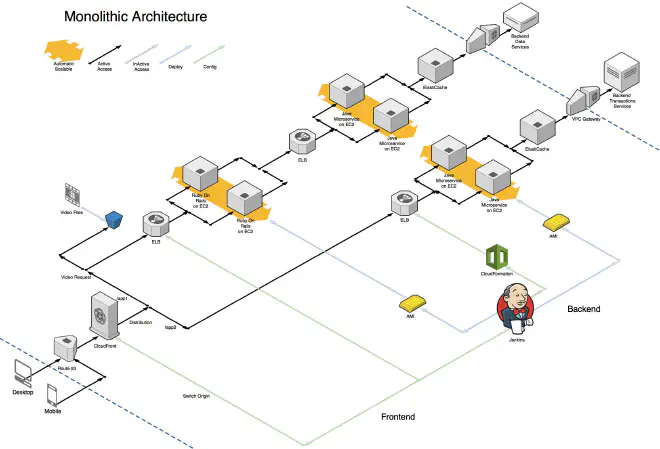 Monolithic Architecture
Automatic
Scalable
Active
Access
InActive
Access
Deploy
Config
Backend
Data
Services
ElastiCache
Backend
Transactions
Services
VPC Gateway
ElastiCache
Java
Microservice
on EC2
Java
Microservice
on EC2
ELB
Java
Microservice
on EC2
Java
Microservice
on EC2
ELB
Ruby On
Rails
on EC2
Ruby On
Rails
on EC2
ELB
Video Files
Video Request
AMI
CloudFormation
AMI
Backend
Jenkins
/app1
Distribution
/app2
CloudFront
Route 53
Desktop
Mobile
Switch Origin
Frontend